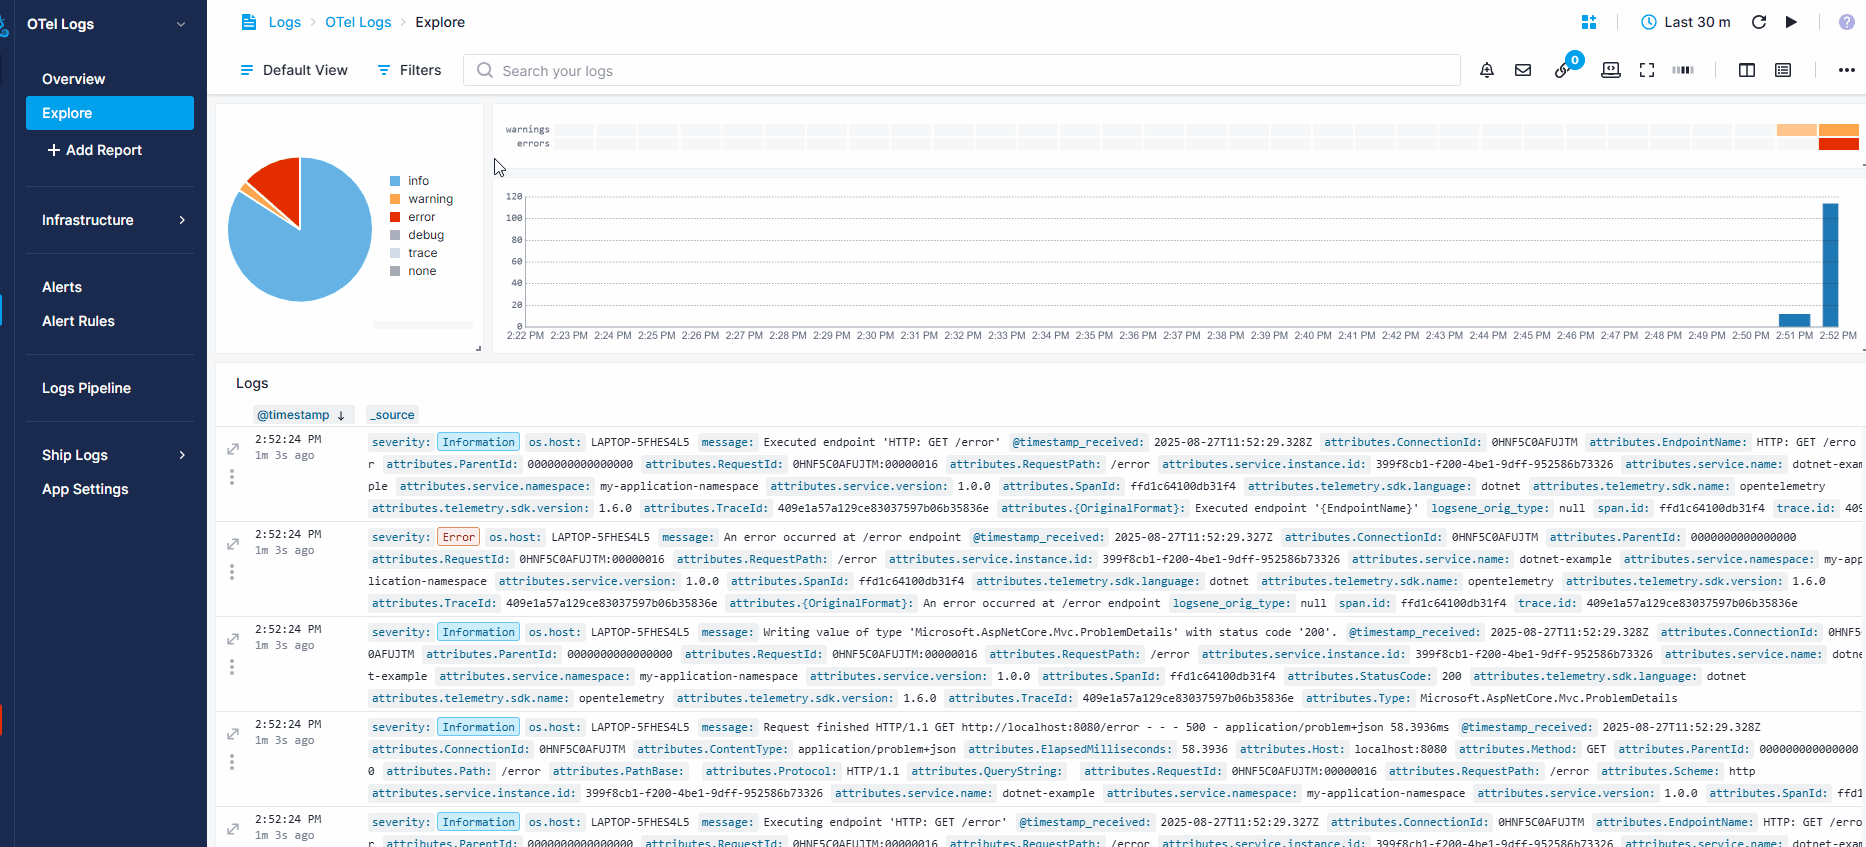 OTel Logs
Overview
Explore
Add Report
Infrastructure
Alerts
Alert Rules
Logs Pipeline
Ship Logs
App Settings
Logs OTel Logs Explore
Last 30 m
Default View Filters Search your logs 0
info
warning
error
debug
trace
none
warnings
errors
120
100
80
60
40
20
0
2:22 PM 2:23 PM 2:24 PM 2:25 PM 2:26 PM 2:27 PM 2:28 PM 2:29 PM 2:30 PM 2:31 PM 2:32 PM 2:33 PM 2:34 PM 2:35 PM 2:36 PM 2:37 PM 2:38 PM 2:39 PM 2:40 PM 2:41 PM 2:42 PM 2:43 PM 2:44 PM 2:45 PM 2:46 PM 2:47 PM 2:48 PM 2:49 PM 2:50 PM 2:51 PM 2:52 PM
Logs
@timestamp ↓ _source
2:52:24 PM
1m 3s ago
severity: Information os.host: LAPTOP-5FHES4L5 message: Executed endpoint 'HTTP: GET /error' @timestamp_received: 2025-08-27T11:52:29.328Z attributes.ConnectionId: 0HNF5C0AFUJTM attributes.EndpointName: HTTP: GET /erro
r attributes.ParentId: 0000000000000000 attributes.RequestId: 0HNF5C0AFUJTM:00000016 attributes.RequestPath: /error attributes.service.instance.id: 399f8cb1-f200-4be1-9dff-952586b73326 attributes.service.name: dotnet-exam
ple attributes.service.namespace: my-application-namespace attributes.service.version: 1.0.0 attributes.SpanId: ffd1c64100db31f4 attributes.telemetry.sdk.language: dotnet attributes.telemetry.sdk.name: opentelemetry
attributes.telemetry.sdk.version: 1.6.0 attributes.TraceId: 409e1a57a129ce83037597b06b35836e attributes.{OriginalFormat}: Executed endpoint '{EndpointName}' logsene_orig_type: null span.id: ffd1c64100db31f4 trace.id: 409
2:52:24 PM
1m 3s ago
severity: Error os.host: LAPTOP-5FHES4L5 message: An error occurred at /error endpoint @timestamp_received: 2025-08-27T11:52:29.327Z attributes.ConnectionId: 0HNF5C0AFUJTM attributes.ParentId: 0000000000000000
attributes.RequestId: 0HNF5C0AFUJTM:00000016 attributes.RequestPath: /error attributes.service.instance.id: 399f8cb1-f200-4be1-9dff-952586b73326 attributes.service.name: dotnet-example attributes.service.namespace: my-app
lication-namespace attributes.service.version: 1.0.0 attributes.SpanId: ffd1c64100db31f4 attributes.telemetry.sdk.language: dotnet attributes.telemetry.sdk.name: opentelemetry attributes.telemetry.sdk.version: 1.6.0
attributes.TraceId: 409e1a57a129ce83037597b06b35836e attributes.{OriginalFormat}: An error occurred at /error endpoint logsene_orig_type: null span.id: ffd1c64100db31f4 trace.id: 409e1a57a129ce83037597b06b35836e
2:52:24 PM
1m 3s ago
severity: Information os.host: LAPTOP-5FHES4L5 message: Writing value of type 'Microsoft.AspNetCore.Mvc.ProblemDetails' with status code '200'. @timestamp_received: 2025-08-27T11:52:29.328Z attributes.ConnectionId: 0HNF5
0AFUJTM attributes.ParentId: 0000000000000000 attributes.RequestId: 0HNF5C0AFUJTM:00000016 attributes.RequestPath: /error attributes.service.instance.id: 399f8cb1-f200-4be1-9dff-952586b73326 attributes.service.name: dotne
t-example attributes.service.namespace: my-application-namespace attributes.service.version: 1.0.0 attributes.SpanId: ffd1c64100db31f4 attributes.StatusCode: 200 attributes.telemetry.sdk.language: dotnet
attributes.telemetry.sdk.name: opentelemetry attributes.telemetry.sdk.version: 1.6.0 attributes.TraceId: 409e1a57a129ce83037597b06b35836e attributes.Type: Microsoft.AspNetCore.Mvc.ProblemDetails
2:52:24 PM
1m 3s ago
severity: Information os.host: LAPTOP-5FHES4L5 message: Request finished HTTP/1.1 GET http://localhost:8080/error - - - 500 - application/problem+json 58.3936ms @timestamp_received: 2025-08-27T11:52:29.328Z
attributes.ConnectionId: 0HNF5C0AFUJTM attributes.ContentType: application/problem+json attributes.ElapsedMilliseconds: 58.3936 attributes.Host: localhost:8080 attributes.Method: GET attributes.ParentId: 000000000000000
0 attributes.Path: /error attributes.PathBase: attributes.Protocol: HTTP/1.1 attributes.QueryString: attributes.RequestId: 0HNF5C0AFUJTM:00000016 attributes.RequestPath: /error attributes.Scheme: http
attributes.service.instance.id: 399f8cb1-f200-4be1-9dff-952586b73326 attributes.service.name: dotnet-example attributes.service.namespace: my-application-namespace attributes.service.version: 1.0.0 attributes.SpanId: ffd1
2:52:24 PM
1m 3s ago
severity: Information os.host: LAPTOP-5FHES4L5 message: Executing endpoint 'HTTP: GET /error' @timestamp_received: 2025-08-27T11:52:29.327Z attributes.ConnectionId: 0HNF5C0AFUJTM attributes.EndpointName: HTTP: GET /erro
r attributes.ParentId: 0000000000000000 attributes.RequestId: 0HNF5C0AFUJTM:00000016 attributes.RequestPath: /error attributes.service.instance.id: 399f8cb1-f200-4be1-9dff-952586b73326 attributes.service.name: dotnet-exam